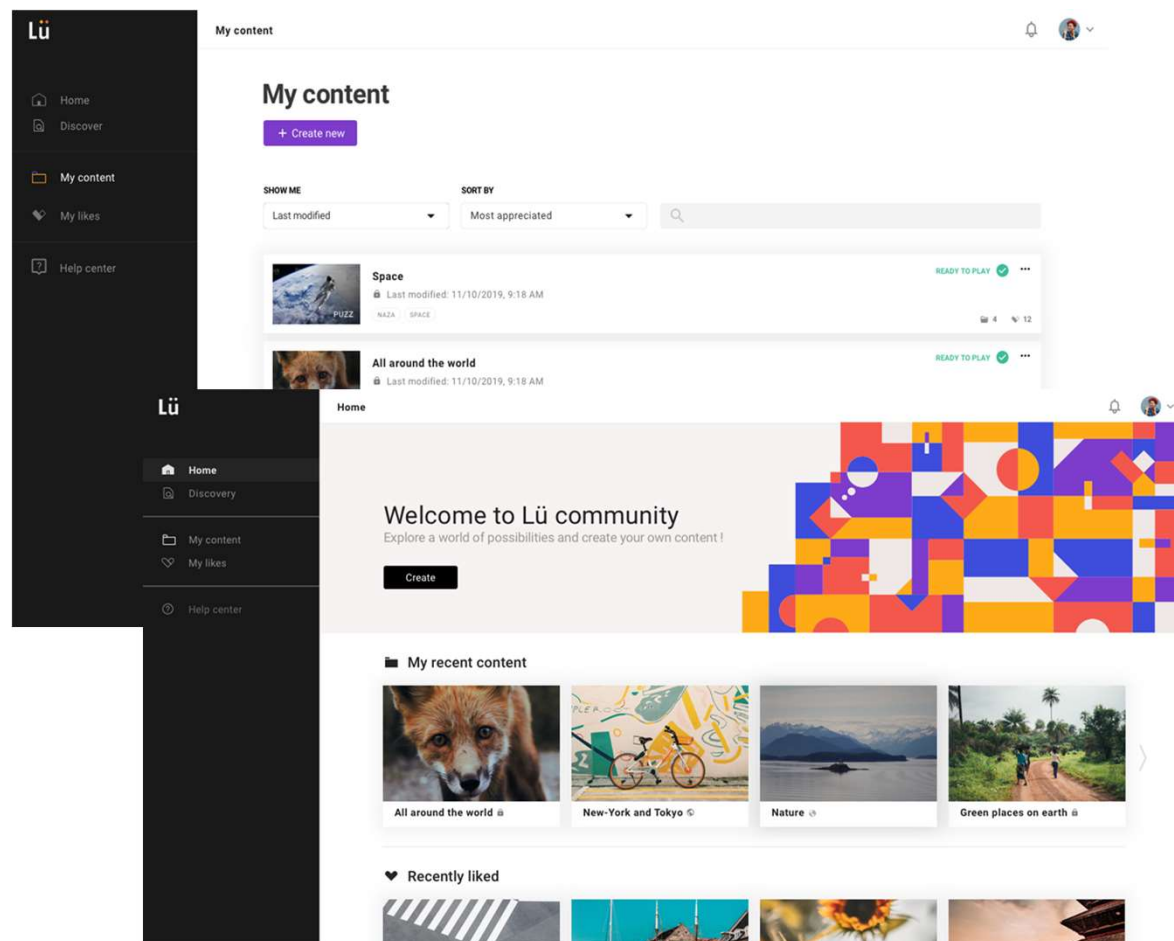 Lü
My content
Home
Discover
My content
My likes
Help center
My content
+ Create new
SHOW ME
SORT BY
Last modified
Most appreciated
PUZZ
Space
Last modified: 11/10/2019, 9:18 AM
NAZA SPACE
READY TO PLAY
4 12
All around the world
Last modified: 11/10/2019, 9:18 AM
READY TO PLAY
Lü
Home
Home
Discovery
My content
My likes
Help center
Welcome to Lü community
Explore a world of possibilities and create your own content !
Create
My recent content
All around the world
New-York and Tokyo
Nature
Green places on earth
Recently liked